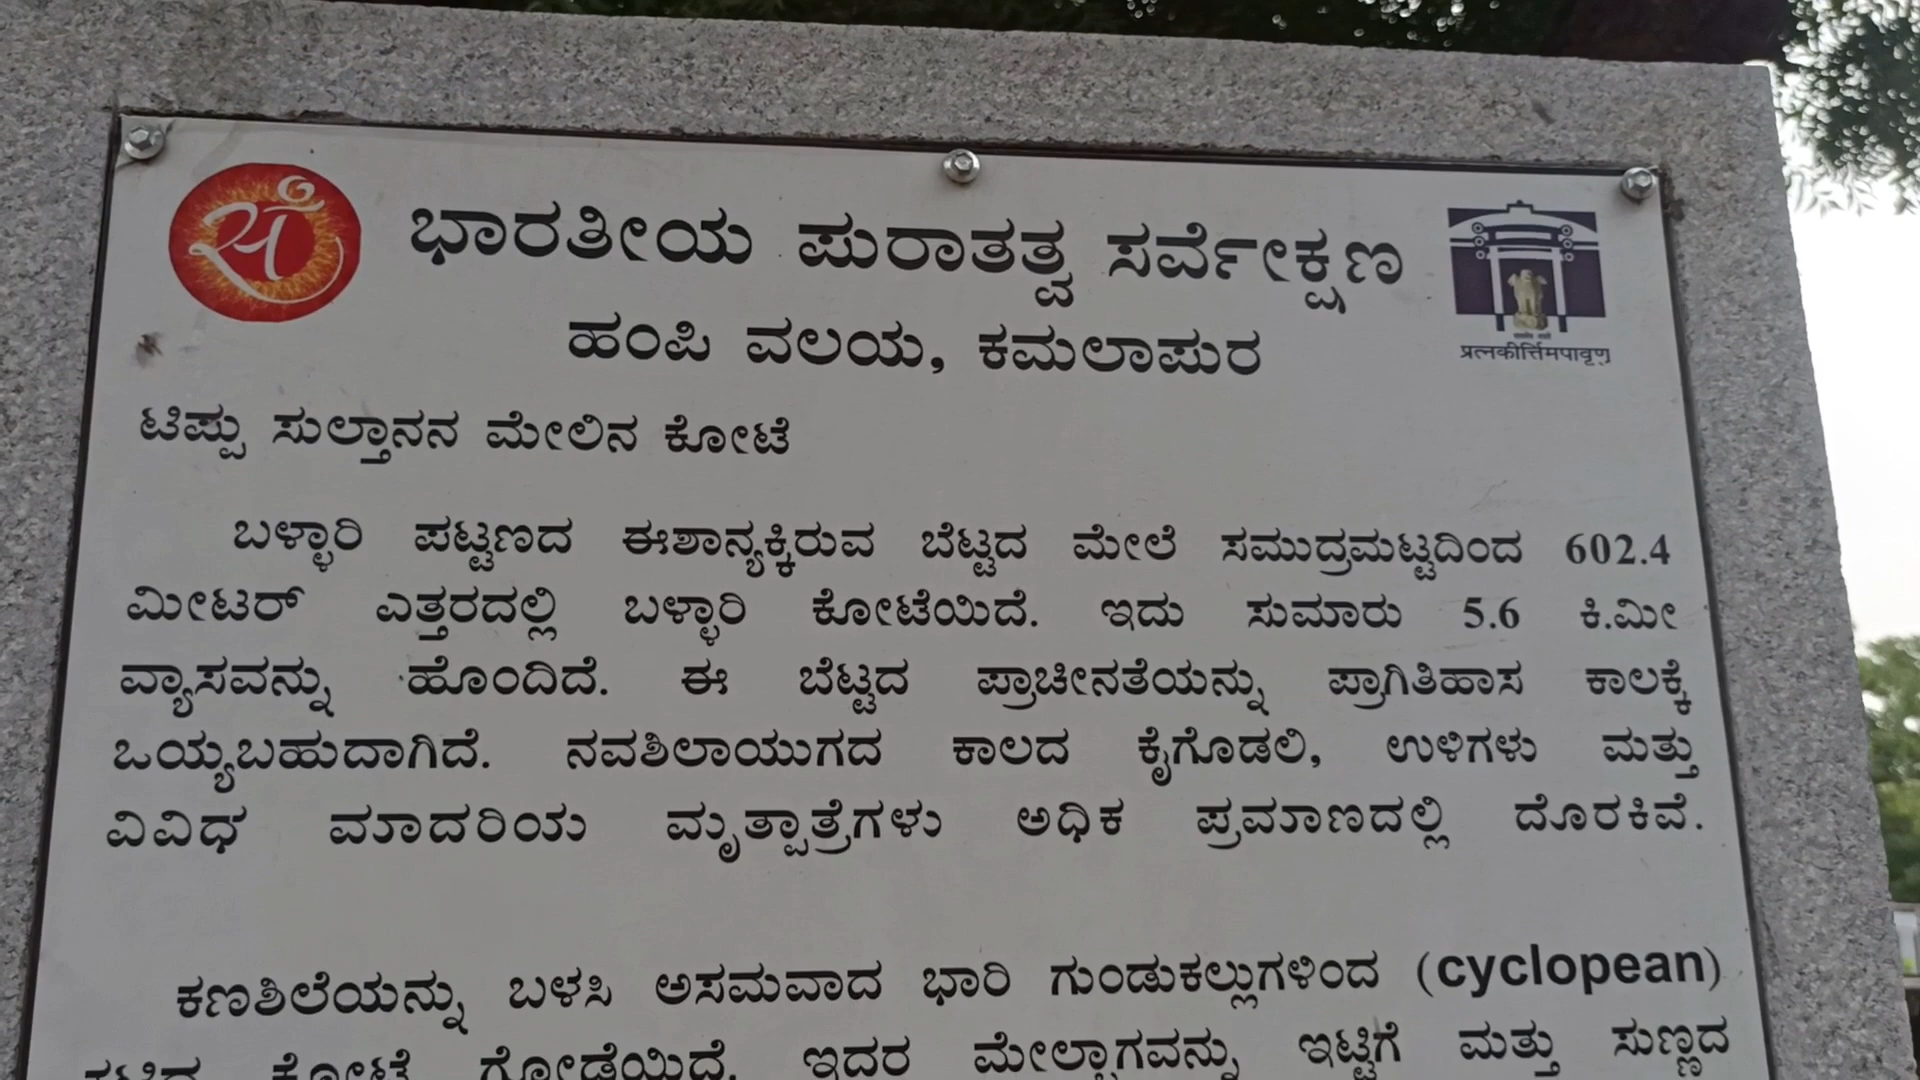 सं
ಭಾರತೀಯ ಪುರಾತತ್ವ ಸರ್ವೇಕ್ಷಣ
ಹಂಪಿ ವಲಯ, ಕಮಲಾಪುರ
प्रत्नकीर्त्तिमपावृणु
ಟಿಪ್ಪು ಸುಲ್ತಾನನ ಮೇಲಿನ ಕೋಟೆ
ಬಳ್ಳಾರಿ ಪಟ್ಟಣದ ಈಶಾನ್ಯಕ್ಕಿರುವ ಬೆಟ್ಟದ ಮೇಲೆ ಸಮುದ್ರಮಟ್ಟದಿಂದ 602.4
ಮೀಟರ್ ಎತ್ತರದಲ್ಲಿ ಬಳ್ಳಾರಿ ಕೋಟೆಯಿದೆ. ಇದು ಸುಮಾರು 5.6 ಕಿ.ಮೀ
ವ್ಯಾಸವನ್ನು ಹೊಂದಿದೆ. ಈ ಬೆಟ್ಟದ ಪ್ರಾಚೀನತೆಯನ್ನು ಪ್ರಾಗಿತಿಹಾಸ ಕಾಲಕ್ಕೆ
ಒಯ್ಯಬಹುದಾಗಿದೆ. ನವಶಿಲಾಯುಗದ ಕಾಲದ ಕೈಗೊಡಲಿ, ಉಳಿಗಳು ಮತ್ತು
ವಿವಿಧ ಮಾದರಿಯ ಮೃತ್ಪಾತ್ರೆಗಳು ಅಧಿಕ ಪ್ರಮಾಣದಲ್ಲಿ ದೊರಕಿವೆ.
ಕಣಶಿಲೆಯನ್ನು ಬಳಸಿ ಅಸಮವಾದ ಭಾರಿ ಗುಂಡುಕಲ್ಲುಗಳಿಂದ (cyclopean)
ಕೋಟೆ ಗೋಡೆಯಿದೆ. ಇದರ ಮೇಲ್ಭಾಗವನ್ನು ಇಟ್ಟಿಗೆ ಮತ್ತು ಸುಣ್ಣದ